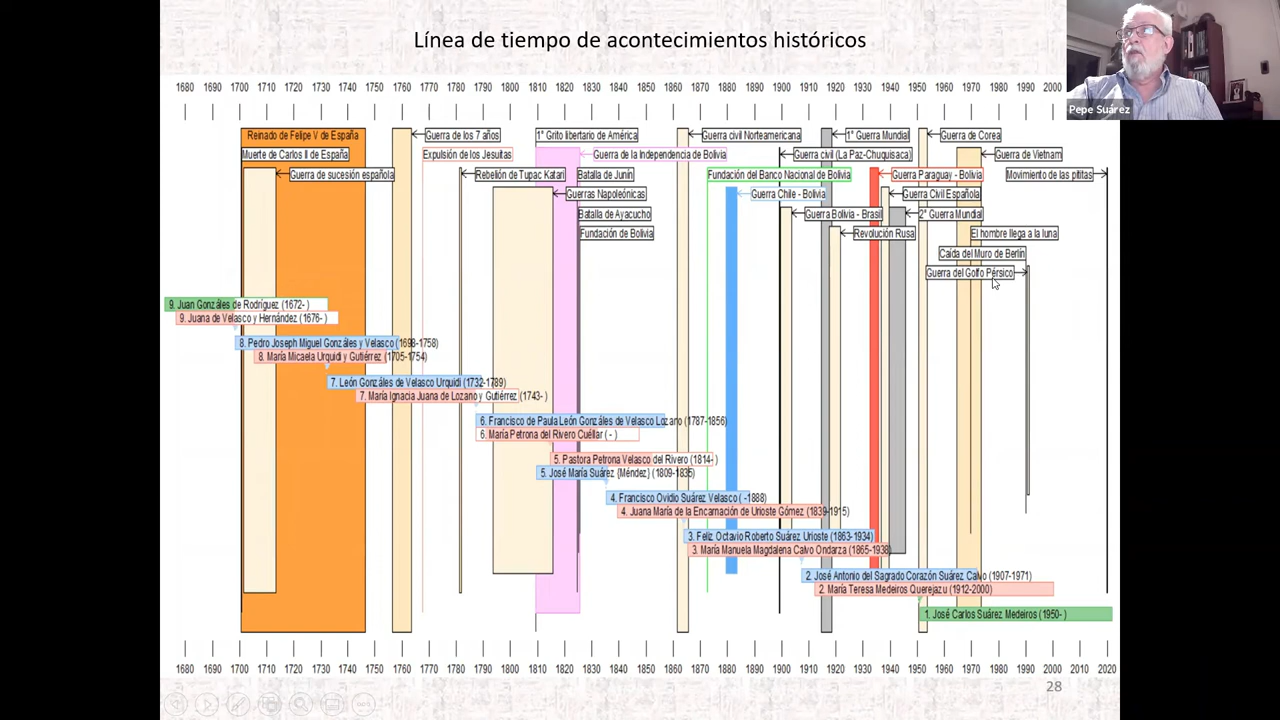 Línea de tiempo de acontecimientos históricos
Pepe Suárez
1680 1690 1700 1710 1720 1730 1740 1750 1760 1770 1780 1790 1800 1810 1820 1830 1840 1850 1860 1870 1880 1890 1900 1910 1920 1930 1940 1950 1960 1970 1980 1990 2000
Reinado de Felipe V de España
Guerra de los 7 años
1° Grito libertario de América
Guerra civil Norteamericana
1° Guerra Mundial
Guerra de Korea
Muerte de Carlos II de España
Expulsión de los Jesuitas
Guerra de la Independencia de Bolivia
Guerra civil (La Paz-Chuquisaca)
Guerra de Vietnam
Guerra de sucesión española
Rebelión de Tupac Katari
Batalla de Junín
Fundación del Banco Nacional de Bolivia
Guerra Paraguay - Bolivia
Movimiento de las pititas
Guerras Napoleónicas
Guerra Chile - Bolivia
Guerra Civil Española
Batalla de Ayacucho
Guerra Bolivia - Brasil
2° Guerra Mundial
Fundación de Bolivia
Revolución Rusa
El hombre llega a la luna
Caída del Muro de Berlín
Guerra del Golfo Pérsico
9. Juan Gonzáles de Rodríguez (1672- )
9. Juana de Velasco y Hernández (1676- )
8. Pedro Joseph Miguel Gonzáles y Velasco (1698-1758)
8. María Micaela Urquidi y Gutiérrez (1705-1754)
7. León Gonzáles de Velasco Urquidi (1732-1789)
7. María Ignacia Juana de Lozano y Gutiérrez (1743- )
6. Francisco de Paula León Gonzáles de Velasco Lozano (1787-1856)
6. María Petrona del Rivero Cuéllar ( - )
5. Pastora Petrona Velasco del Rivero (1814- )
5. José María Suárez {Méndez} (1809-1835)
4. Francisco Ovidio Suárez Velasco ( -1888)
4. Juana María de la Encarnación de Urioste Gómez (1839-1915)
3. Feliz Octavio Roberto Suárez Urioste (1863-1934)
3. María Manuela Magdalena Calvo Ondarza (1865-1938)
2. José Antonio del Sagrado Corazón Suárez Calvo (1907-1971)
2. María Teresa Medeiros Querejazu (1912-2000)
1. José Carlos Suárez Medeiros (1950- )
1680 1690 1700 1710 1720 1730 1740 1750 1760 1770 1780 1790 1800 1810 1820 1830 1840 1850 1860 1870 1880 1890 1900 1910 1920 1930 1940 1950 1960 1970 1980 1990 2000 2010 2020
28